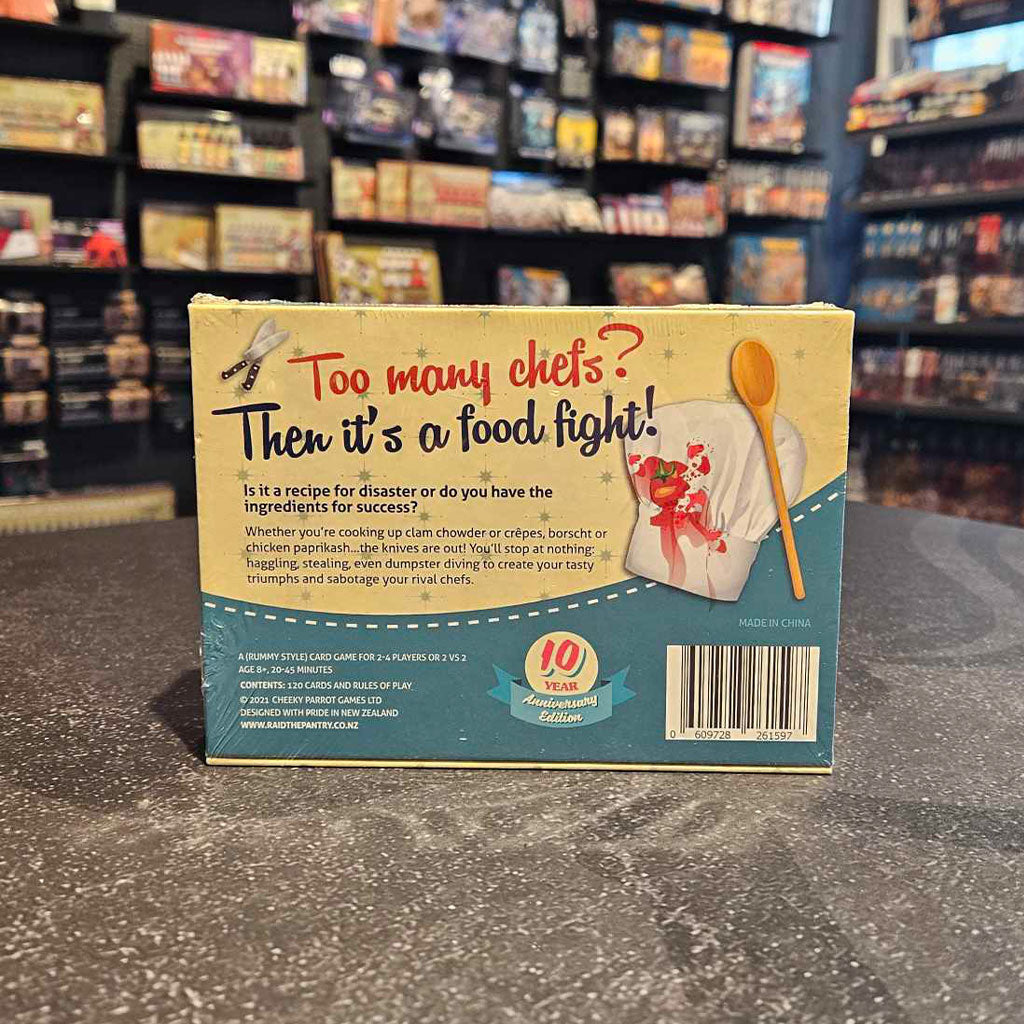 Too many chefs?
Then it's a food fight!
Is it a recipe for disaster or do you have the
ingredients for success?
Whether you're cooking up clam chowder or crêpes, borscht or
chicken paprikash...the knives are out! You'll stop at nothing:
haggling, stealing, even dumpster diving to create your tasty
triumphs and sabotage your rival chefs.
MADE IN CHINA
A (RUMMY STYLE) CARD GAME FOR 2-4 PLAYERS OR 2 VS 2
AGE 8+, 20-45 MINUTES
CONTENTS: 120 CARDS AND RULES OF PLAY
© 2021 CHEEKY PARROT GAMES LTD
DESIGNED WITH PRIDE IN NEW ZEALAND
WWW.RAIDTHEPANTRY.CO.NZ
10
YEAR
Anniversary
Edition
0 609728 261597